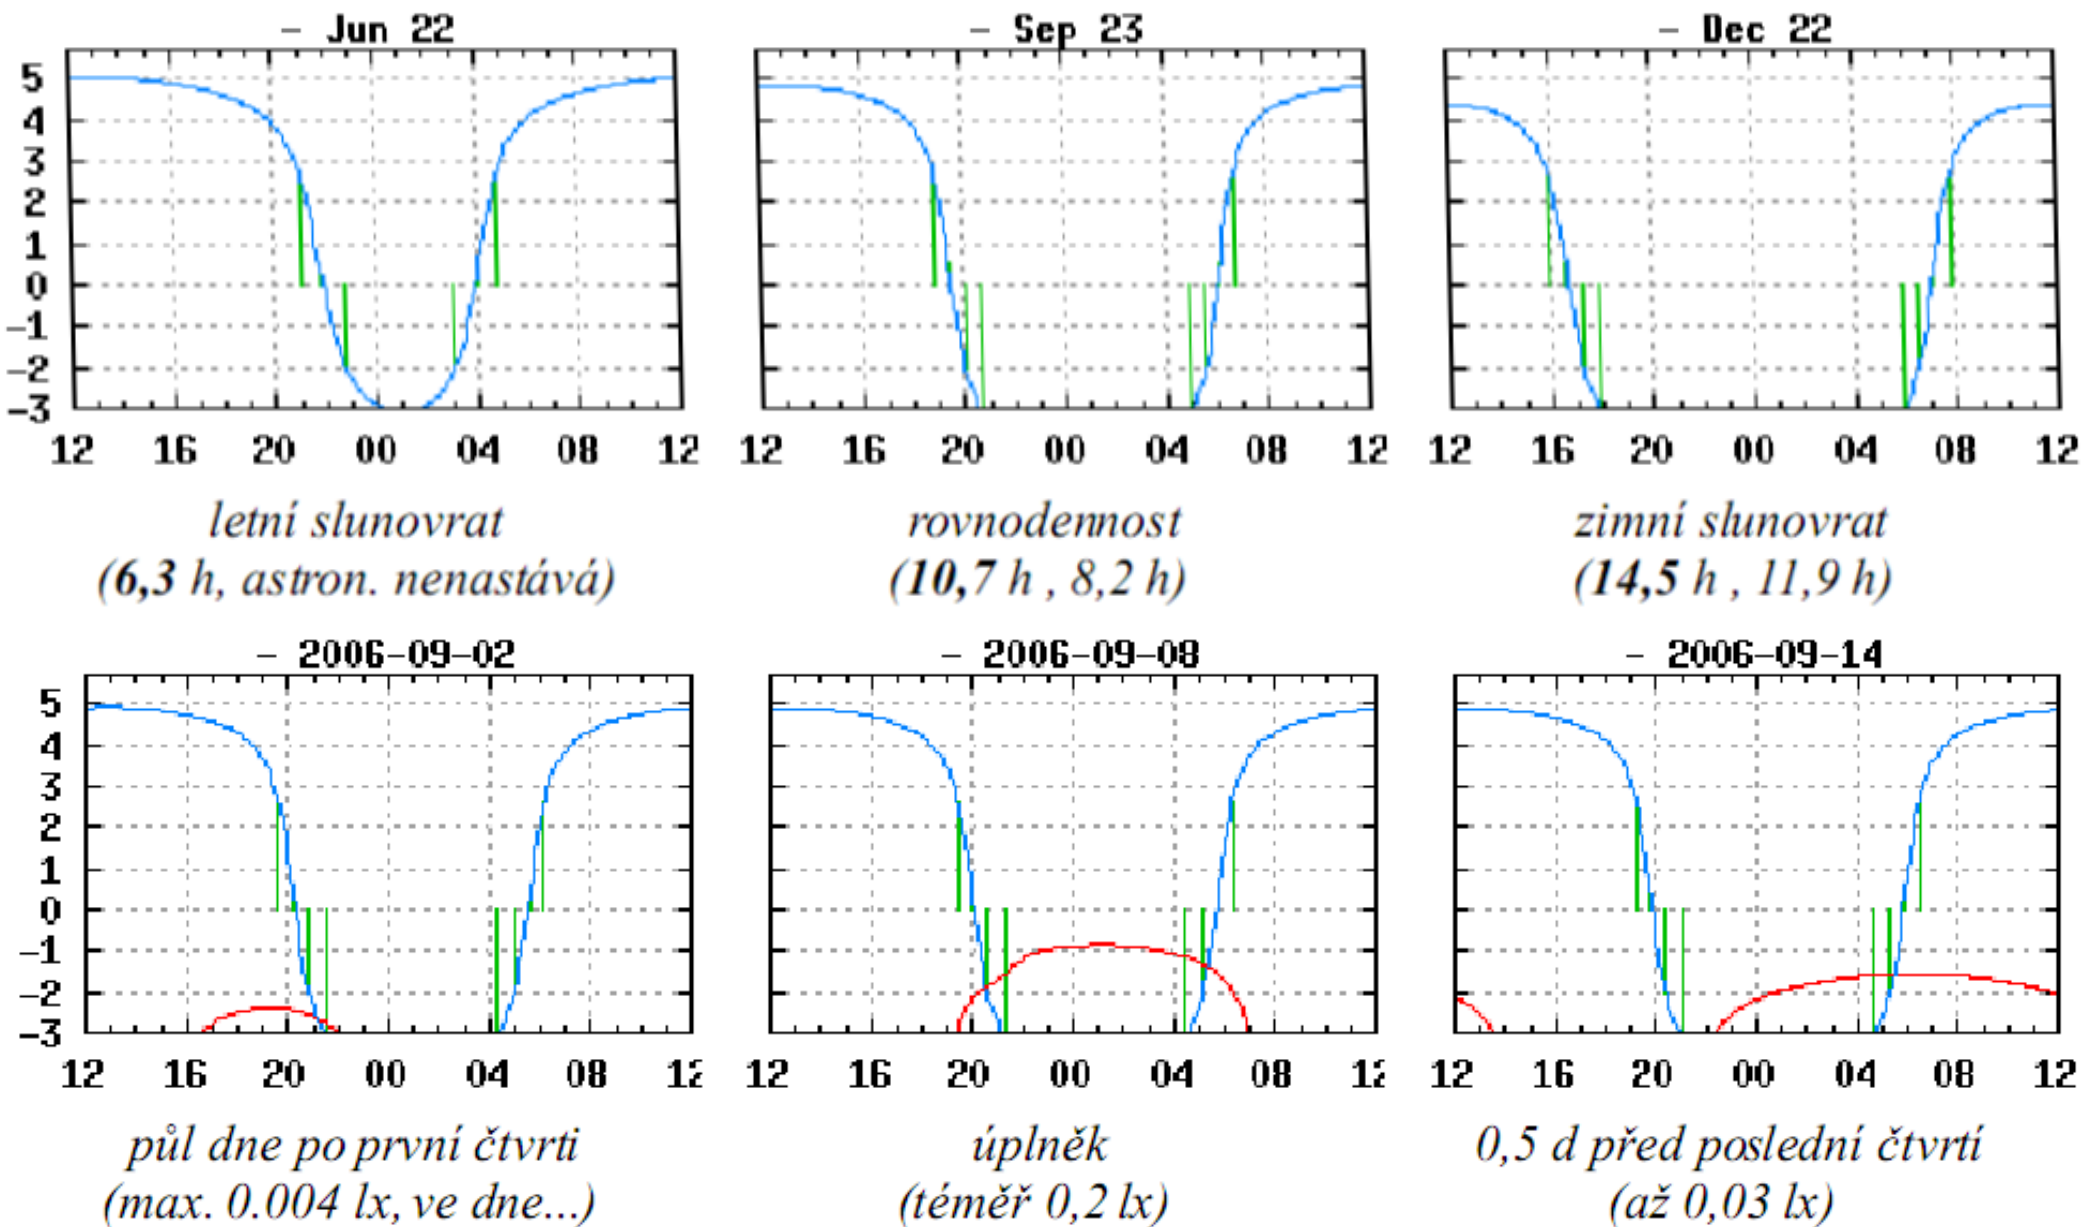 – Jun 22
– Sep 23
– Dec 22
5
4
3
2
1
0
–1
–2
–3
12 16 20 00 04 08 12
12 16 20 00 04 08 12
12 16 20 00 04 08 12
letní slunovrat
(6,3 h, astron. nenastává)
rovnodennost
(10,7 h , 8,2 h)
zimní slunovrat
(14,5 h , 11,9 h)
– 2006–09–02
– 2006–09–08
– 2006–09–14
5
4
3
2
1
0
–1
–2
–3
12 16 20 00 04 08 12
12 16 20 00 04 08 12
12 16 20 00 04 08 12
půl dne po první čtvrti
(max. 0.004 lx, ve dne...)
úplněk
(téměř 0,2 lx)
0,5 d před poslední čtvrtí
(až 0,03 lx)